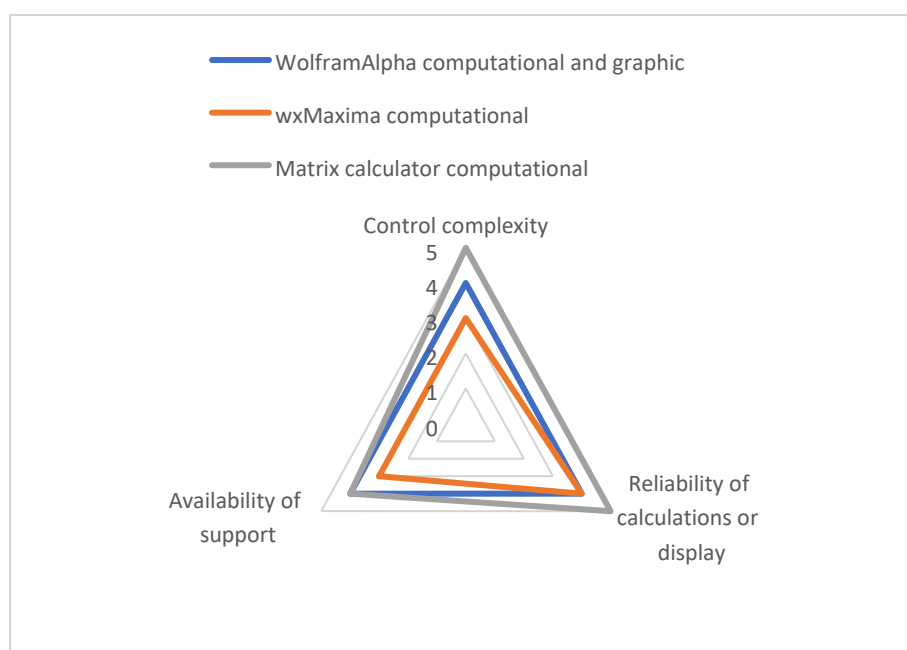 WolframAlpha computational and graphic
wxMaxima computational
Matrix calculator computational
Control complexity
5
4
3
2
1
0
Reliability of
calculations or
display
Availability of
support